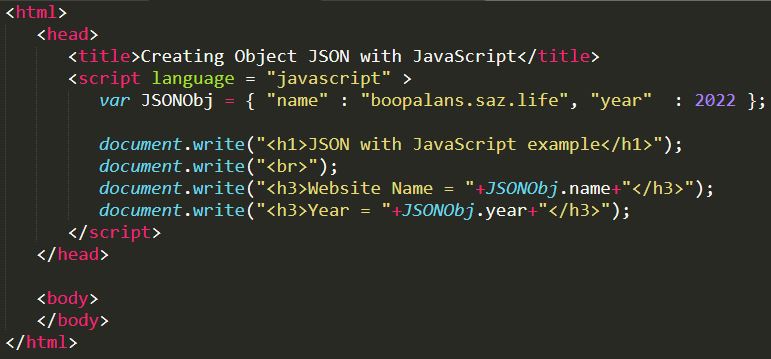 <html>
<head>
<title>Creating Object JSON with JavaScript</title>
<script language = "javascript" >
var JSONObj = { "name" : "boopalans.saz.life", "year"  : 2022 };
document.write("<h1>JSON with JavaScript example</h1>");
document.write("<br>");
document.write("<h3>Website Name = "+JSONObj.name+"</h3>");
document.write("<h3>Year = "+JSONObj.year+"</h3>");
</script>
</head>
<body>
</body>
</html>